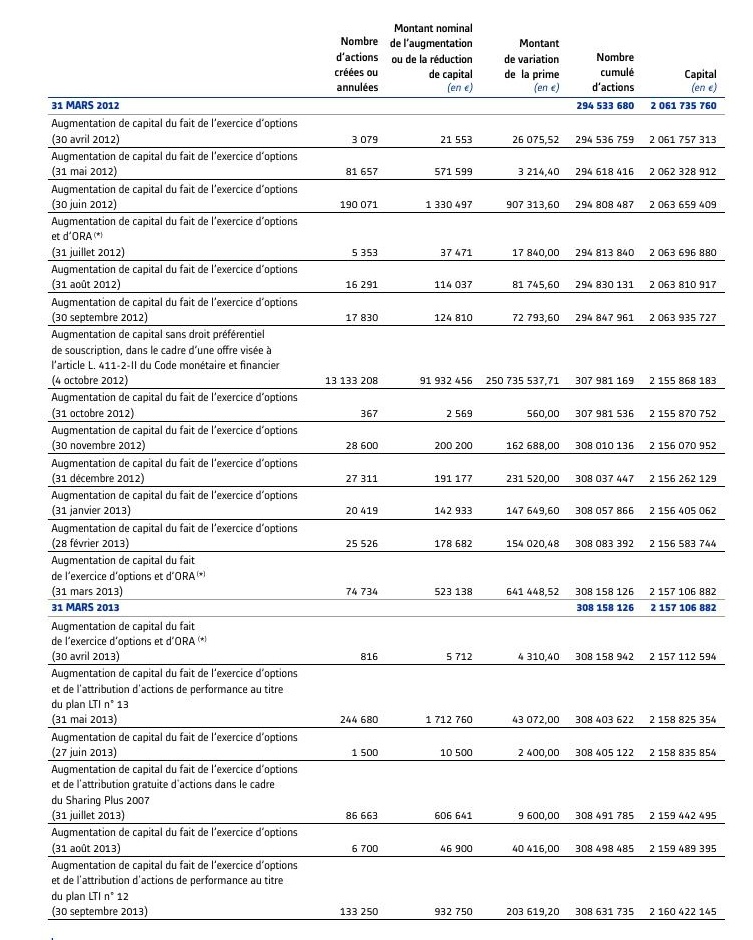 Nombre d'actions créées ou annulées | Montant nominal de l'augmentation ou de la réduction de capital (en €) | Montant de variation de la prime (en €) | Nombre cumulé d'actions | Capital (en €)
31 MARS 2012 294 533 680 2 061 735 760
Augmentation de capital du fait de l'exercice d'options
(30 avril 2012) 3 079 21 553 26 075,52 294 536 759 2 061 757 313
Augmentation de capital du fait de l'exercice d'options
(31 mai 2012) 81 657 571 599 3 214,40 294 618 416 2 062 328 912
Augmentation de capital du fait de l'exercice d'options
(30 juin 2012) 190 071 1 330 497 907 313,60 294 808 487 2 063 659 409
Augmentation de capital du fait de l'exercice d'options
et d'ORA (*)
(31 juillet 2012) 5 353 37 471 17 840,00 294 813 840 2 063 696 880
Augmentation de capital du fait de l'exercice d'options
(31 août 2012) 16 291 114 037 81 745,60 294 830 131 2 063 810 917
Augmentation de capital du fait de l'exercice d'options
(30 septembre 2012) 17 830 124 810 72 793,60 294 847 961 2 063 935 727
Augmentation de capital sans droit préférentiel
de souscription, dans le cadre d'une offre visée à
l'article L. 411-2-II du Code monétaire et financier
(4 octobre 2012) 13 133 208 91 932 456 250 735 537,71 307 981 169 2 155 868 183
Augmentation de capital du fait de l'exercice d'options
(31 octobre 2012) 367 2 569 560,00 307 981 536 2 155 870 752
Augmentation de capital du fait de l'exercice d'options
(30 novembre 2012) 28 600 200 200 162 688,00 308 010 136 2 156 070 952
Augmentation de capital du fait de l'exercice d'options
(31 décembre 2012) 27 311 191 177 231 520,00 308 037 447 2 156 262 129
Augmentation de capital du fait de l'exercice d'options
(31 janvier 2013) 20 419 142 933 147 649,60 308 057 866 2 156 405 062
Augmentation de capital du fait de l'exercice d'options
(28 février 2013) 25 526 178 682 154 020,48 308 083 392 2 156 583 744
Augmentation de capital du fait
de l'exercice d'options et d'ORA (*)
(31 mars 2013) 74 734 523 138 641 448,52 308 158 126 2 157 106 882
31 MARS 2013 308 158 126 2 157 106 882
Augmentation de capital du fait
de l'exercice d'options et d'ORA (*)
(30 avril 2013) 816 5 712 4 310,40 308 158 942 2 157 112 594
Augmentation de capital du fait de l'exercice d'options
et de l'attribution d'actions de performance au titre
du plan LTI n° 13
(31 mai 2013) 244 680 1 712 760 43 072,00 308 403 622 2 158 825 354
Augmentation de capital du fait de l'exercice d'options
(27 juin 2013) 1 500 10 500 2 400,00 308 405 122 2 158 835 854
Augmentation de capital du fait de l'exercice d'options
et de l'attribution gratuite d'actions dans le cadre
du Sharing Plus 2007
(31 juillet 2013) 86 663 606 641 9 600,00 308 491 785 2 159 442 495
Augmentation de capital du fait de l'exercice d'options
(31 août 2013) 6 700 46 900 40 416,00 308 498 485 2 159 489 395
Augmentation de capital du fait de l'exercice d'options
et de l'attribution d'actions de performance au titre
du plan LTI n° 12
(30 septembre 2013) 133 250 932 750 203 619,20 308 631 735 2 160 422 145